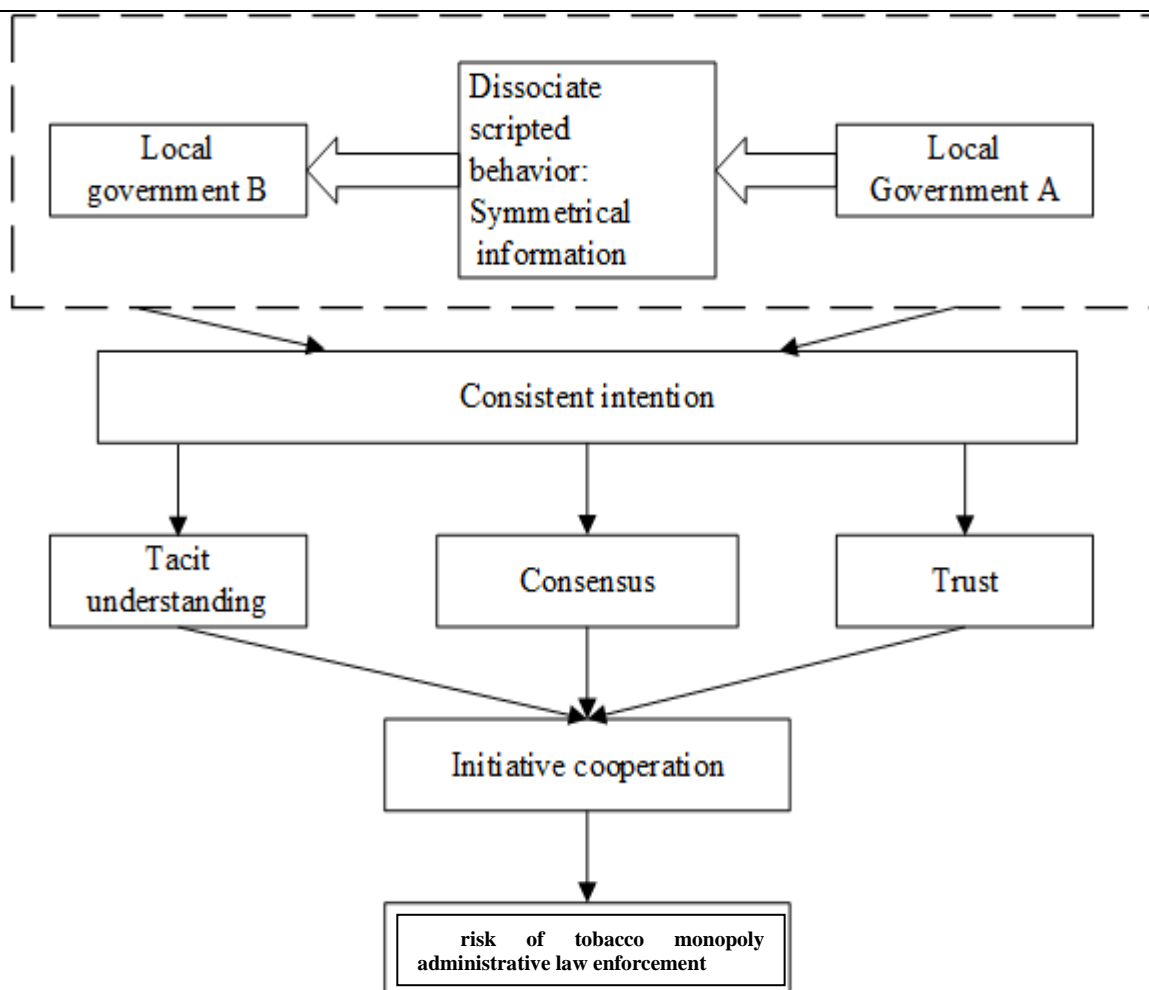 Local
government B
Dissociate
scripted
behavior:
Symmetrical
information
Local
Government A
Consistent intention
Tacit
understanding
Consensus
Trust
Initiative cooperation
risk of tobacco monopoly
administrative law enforcement